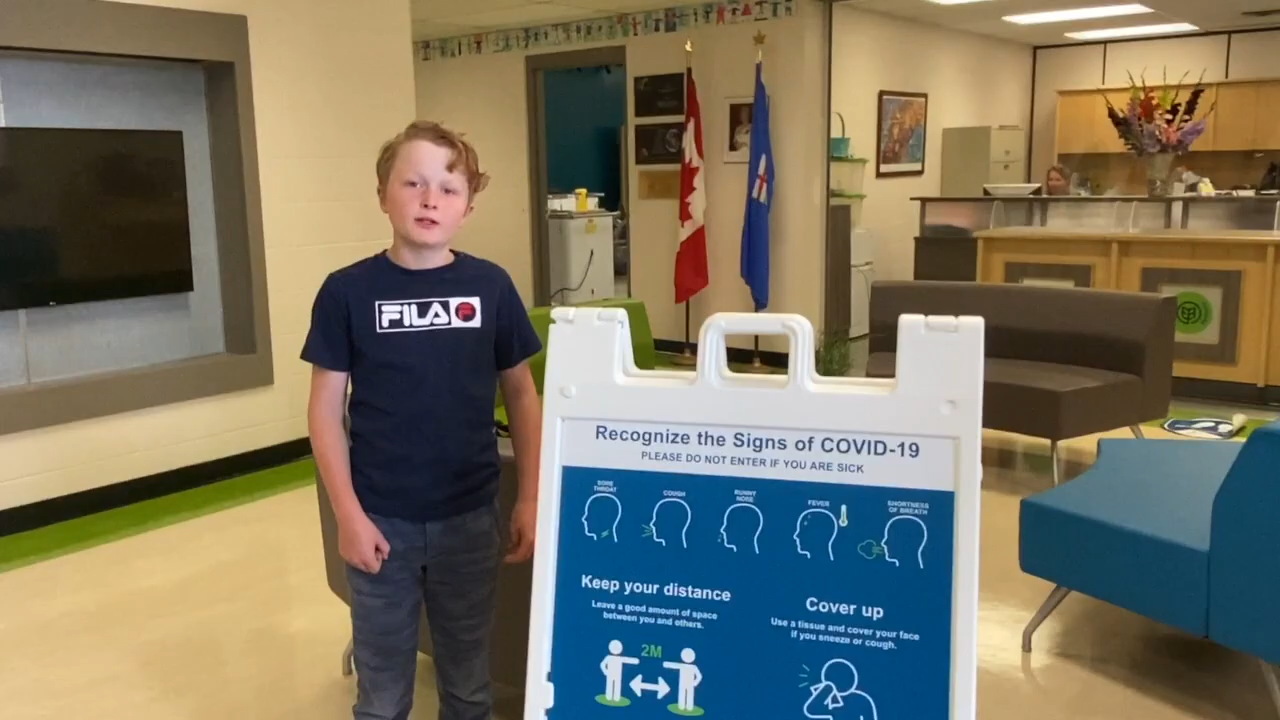 FILA F
Recognize the Signs of COVID-19
PLEASE DO NOT ENTER IF YOU ARE SICK
SORE
THROAT
COUGH
RUNNY
NOSE
FEVER
SHORTNESS
OF BREATH
Keep your distance
Leave a good amount of space
between you and others.
2M
Cover up
Use a tissue and cover your face
if you sneeze or cough.